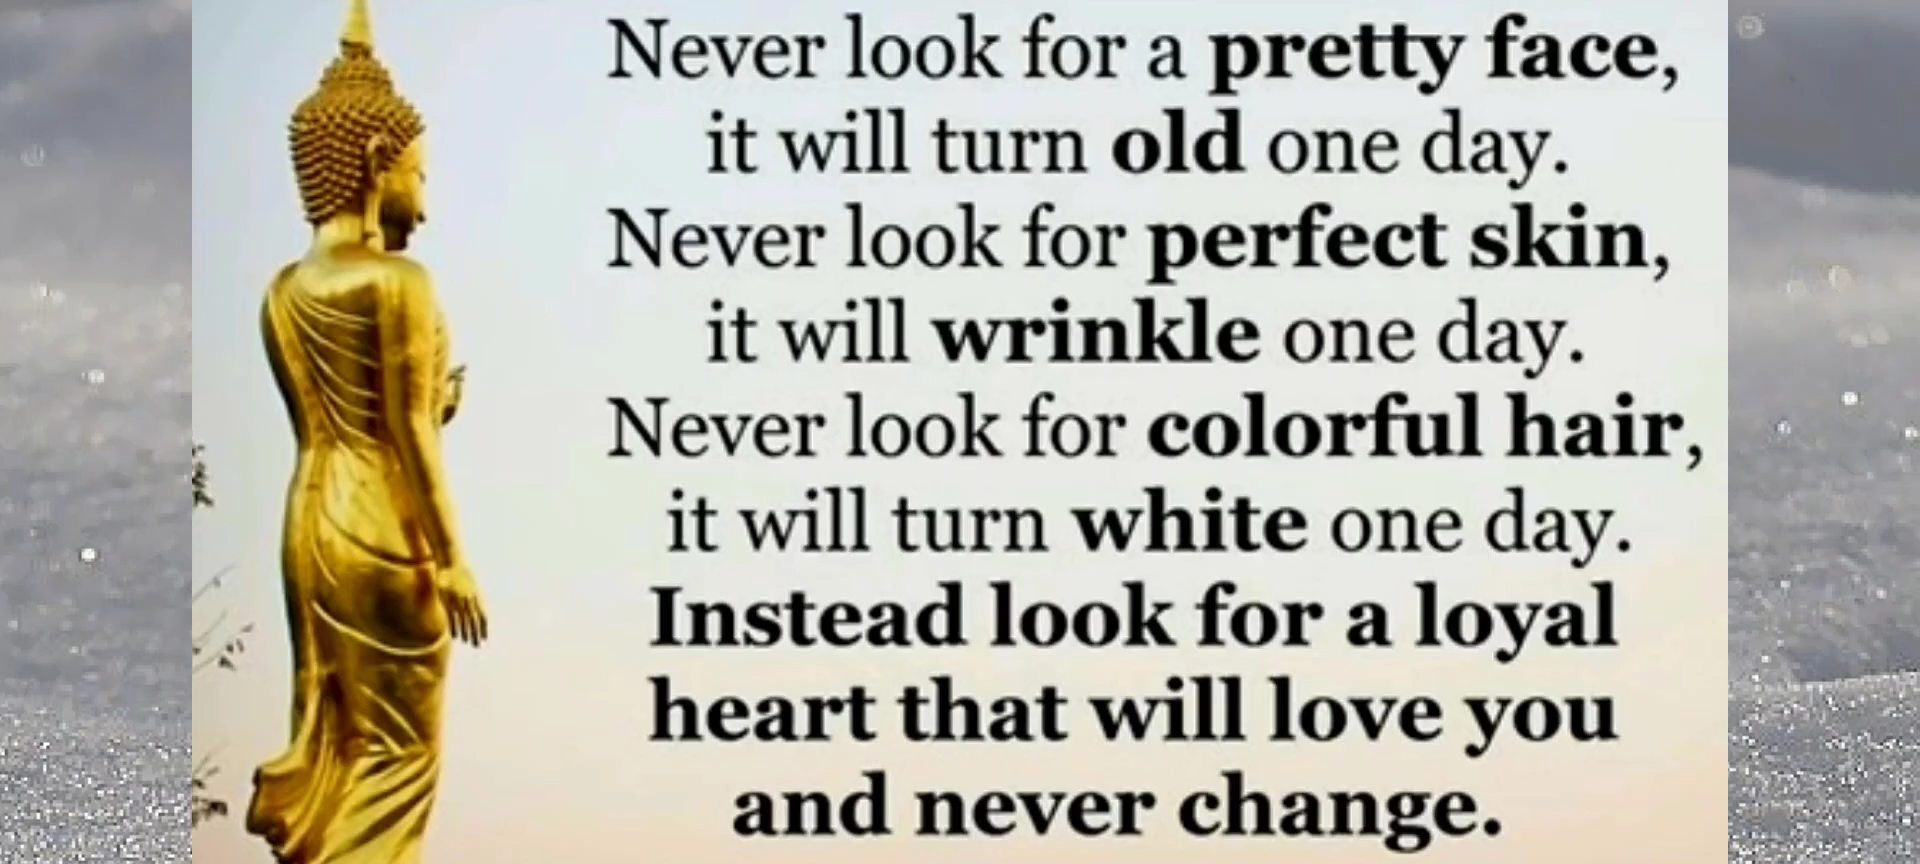 Never look for a pretty face,
it will turn old one day.
Never look for perfect skin,
it will wrinkle one day.
Never look for colorful hair,
it will turn white one day.
Instead look for a loyal
heart that will love you
and never change.